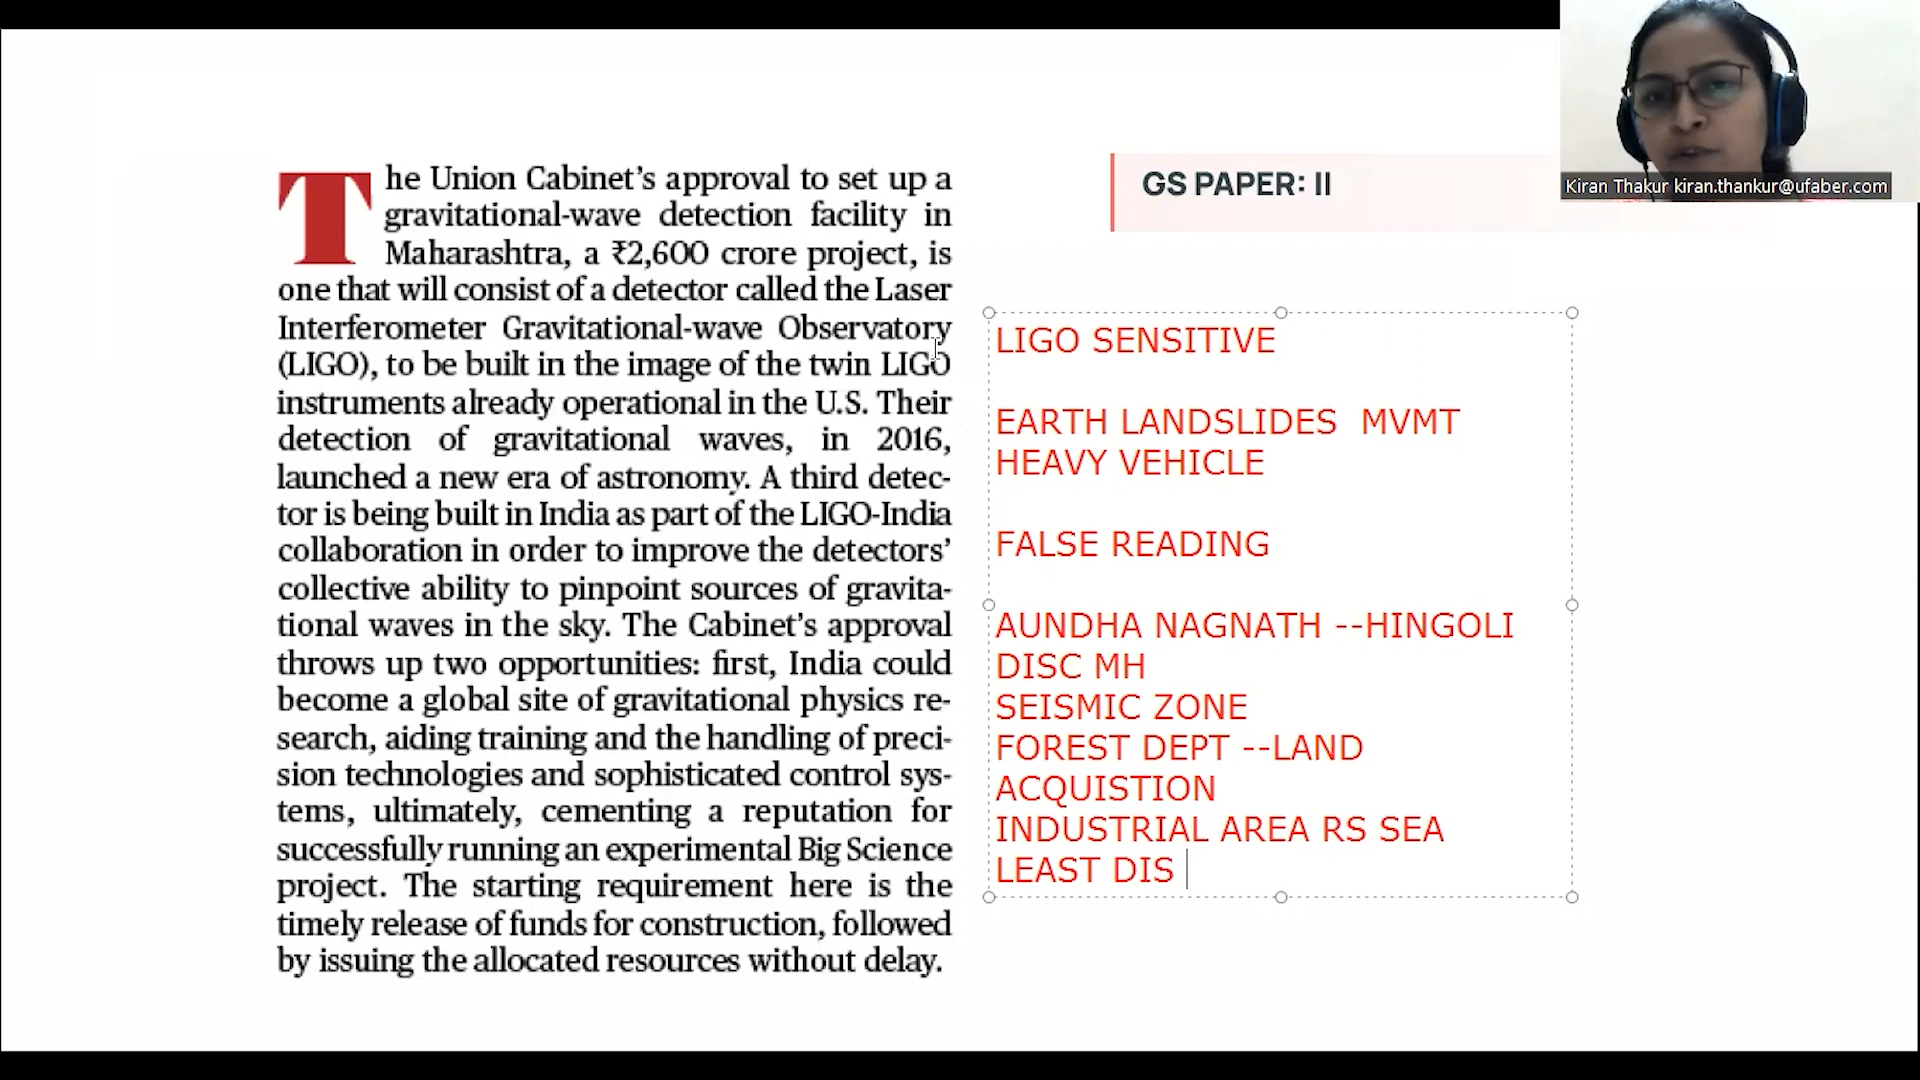 The Union Cabinet's approval to set up a
gravitational-wave detection facility in
Maharashtra, a ₹2,600 crore project, is
one that will consist of a detector called the Laser
Interferometer Gravitational-wave Observatory
(LIGO), to be built in the image of the twin LIGO
instruments already operational in the U.S. Their
detection of gravitational waves, in 2016,
launched a new era of astronomy. A third detec-
tor is being built in India as part of the LIGO-India
collaboration in order to improve the detectors'
collective ability to pinpoint sources of gravita-
tional waves in the sky. The Cabinet's approval
throws up two opportunities: first, India could
become a global site of gravitational physics re-
search, aiding training and the handling of preci-
sion technologies and sophisticated control sys-
tems, ultimately, cementing a reputation for
successfully running an experimental Big Science
project. The starting requirement here is the
timely release of funds for construction, followed
by issuing the allocated resources without delay.
GS PAPER: II
Kiran Thakur kiran.thankur@ufaber.com
LIGO SENSITIVE
EARTH LANDSLIDES MVMT
HEAVY VEHICLE
FALSE READING
AUNDHA NAGNATH --HINGOLI
DISC MH
SEISMIC ZONE
FOREST DEPT --LAND
ACQUISTION
INDUSTRIAL AREA RS SEA
LEAST DIS